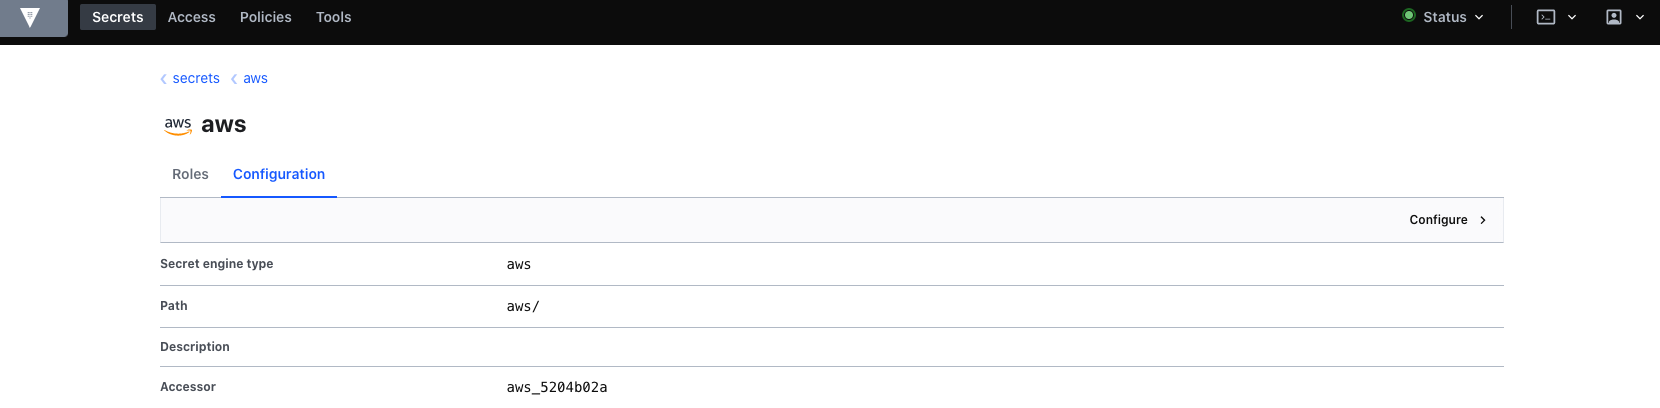 Secrets Access Policies Tools Status
secrets aws
aws aws
Roles Configuration
Configure
Secret engine type aws
Path aws/
Description
Accessor aws_5204b02a